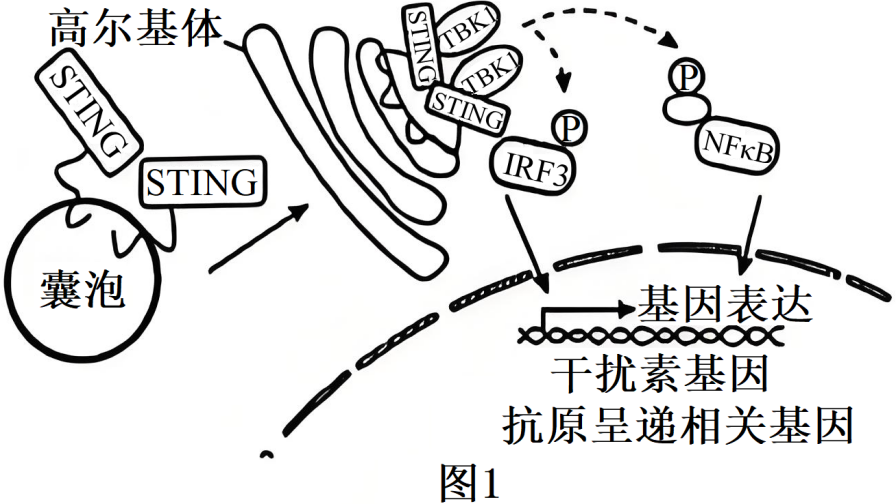 高尔基体
STING
STING
囊泡
STING
TBK1
TBK1
STING
P
IRF3
P
NFκB
基因表达
干扰素基因
抗原呈递相关基因
图1